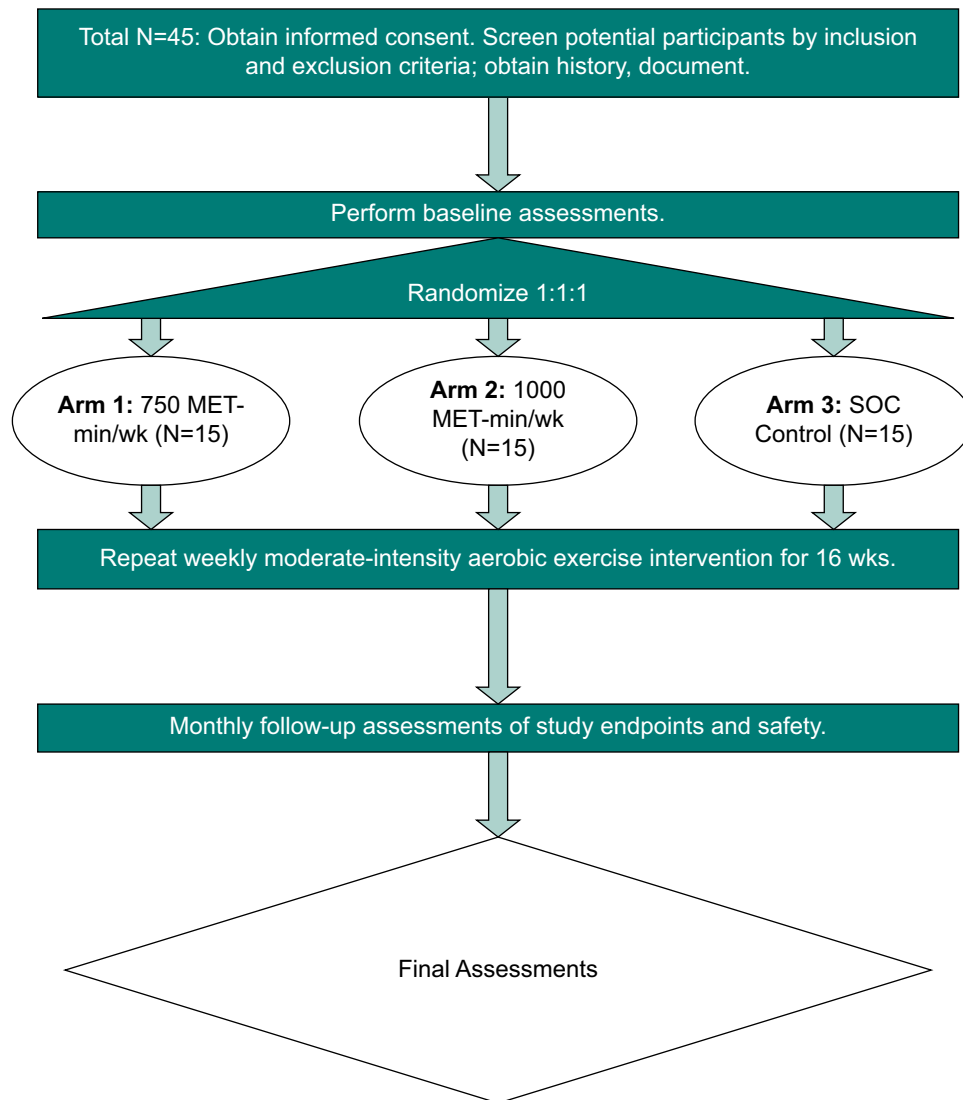 Total N=45: Obtain informed consent. Screen potential participants by inclusion
and exclusion criteria; obtain history, document.
Perform baseline assessments.
Randomize 1:1:1
Arm 1: 750 MET-
min/wk (N=15)
Arm 2: 1000
MET-min/wk
(N=15)
Arm 3: SOC
Control (N=15)
Repeat weekly moderate-intensity aerobic exercise intervention for 16 wks.
Monthly follow-up assessments of study endpoints and safety.
Final Assessments